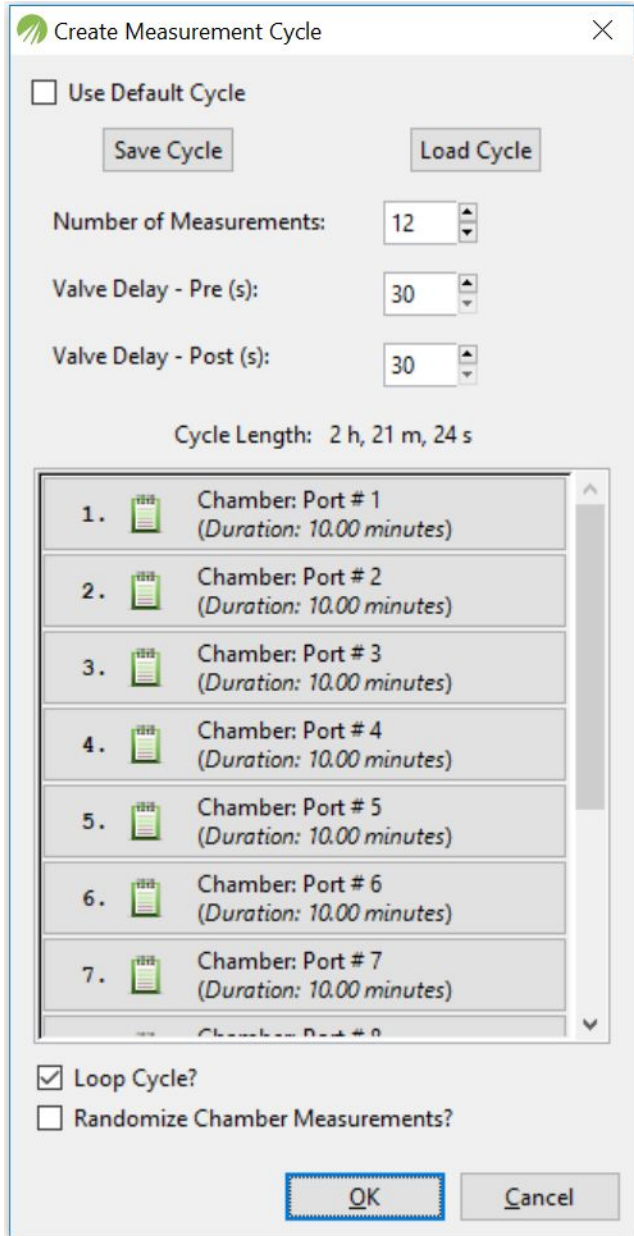 Create Measurement Cycle
Use Default Cycle
Save Cycle Load Cycle
Number of Measurements: 12
Valve Delay - Pre (s): 30
Valve Delay - Post (s): 30
Cycle Length: 2 h, 21 m, 24 s
1. Chamber: Port # 1
(Duration: 10.00 minutes)
2. Chamber: Port # 2
(Duration: 10.00 minutes)
3. Chamber: Port # 3
(Duration: 10.00 minutes)
4. Chamber: Port # 4
(Duration: 10.00 minutes)
5. Chamber: Port # 5
(Duration: 10.00 minutes)
6. Chamber: Port # 6
(Duration: 10.00 minutes)
7. Chamber: Port # 7
(Duration: 10.00 minutes)
Loop Cycle?
Randomize Chamber Measurements?
OK Cancel